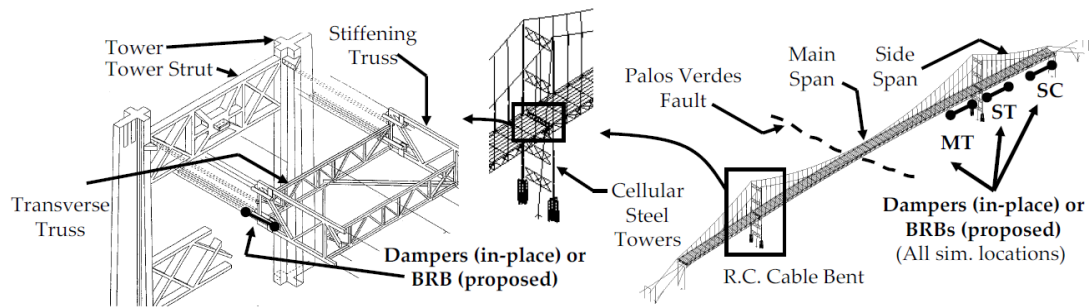 Tower
Tower Strut
Stiffening
Truss
Transverse
Truss
Dampers (in-place) or
BRB (proposed)
Cellular
Steel
Towers
Palos Verdes
Fault
Main
Span
Side
Span
SC
ST
MT
R.C. Cable Bent
Dampers (in-place) or
BRBs (proposed)
(All sim. locations)